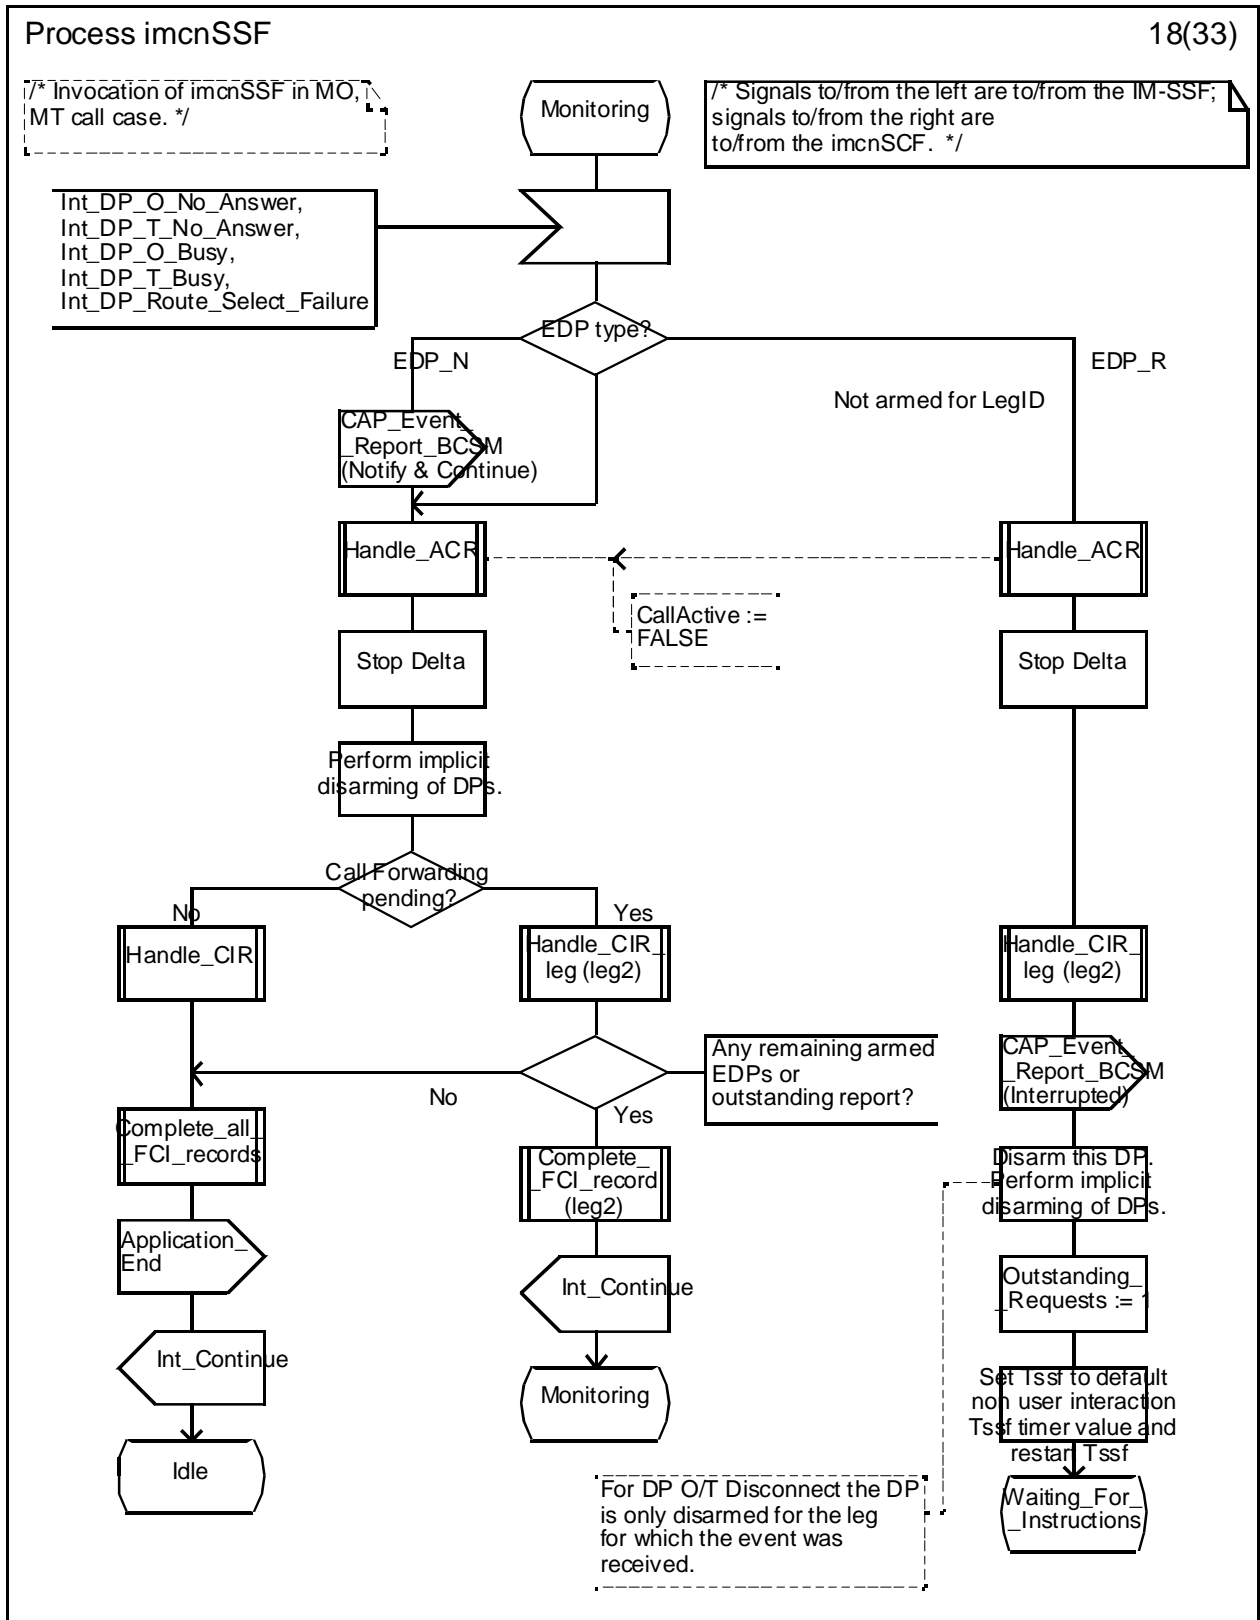 Process imcnSSF
18(33)
/* Invocation of imcnSSF in MO,
MT call case. */
Monitoring
/* Signals to/from the left are to/from the IM-SSF;
signals to/from the right are
to/from the imcnSCF.  */
Int_DP_O_No_Answer,
Int_DP_T_No_Answer,
Int_DP_O_Busy,
Int_DP_T_Busy,
Int_DP_Route_Select_Failure
EDP type?
EDP_N
EDP_R
Not armed for LegID
CAP_Event_
_Report_BCSM
(Notify & Continue)
Handle_ACR
Handle_ACR
CallActive :=
FALSE
Stop Delta
Stop Delta
Perform implicit
disarming of DPs.
Call Forwarding
pending?
No
Yes
Handle_CIR
Handle_CIR_
leg (leg2)
Handle_CIR_
leg (leg2)
Any remaining armed
EDPs or
outstanding report?
No
Yes
CAP_Event_
_Report_BCSM
(Interrupted)
Complete_all_
_FCI_records
Complete_
_FCI_record
(leg2)
Disarm this DP.
Perform implicit
disarming of DPs.
Application_
End
Int_Continue
Outstanding_
_Requests := 1
Int_Continue
Monitoring
Set Tssf to default
non user interaction
Tssf timer value and
restart Tssf
Idle
For DP O/T Disconnect the DP
is only disarmed for the leg
for which the event was
received.
Waiting_For_
_Instructions